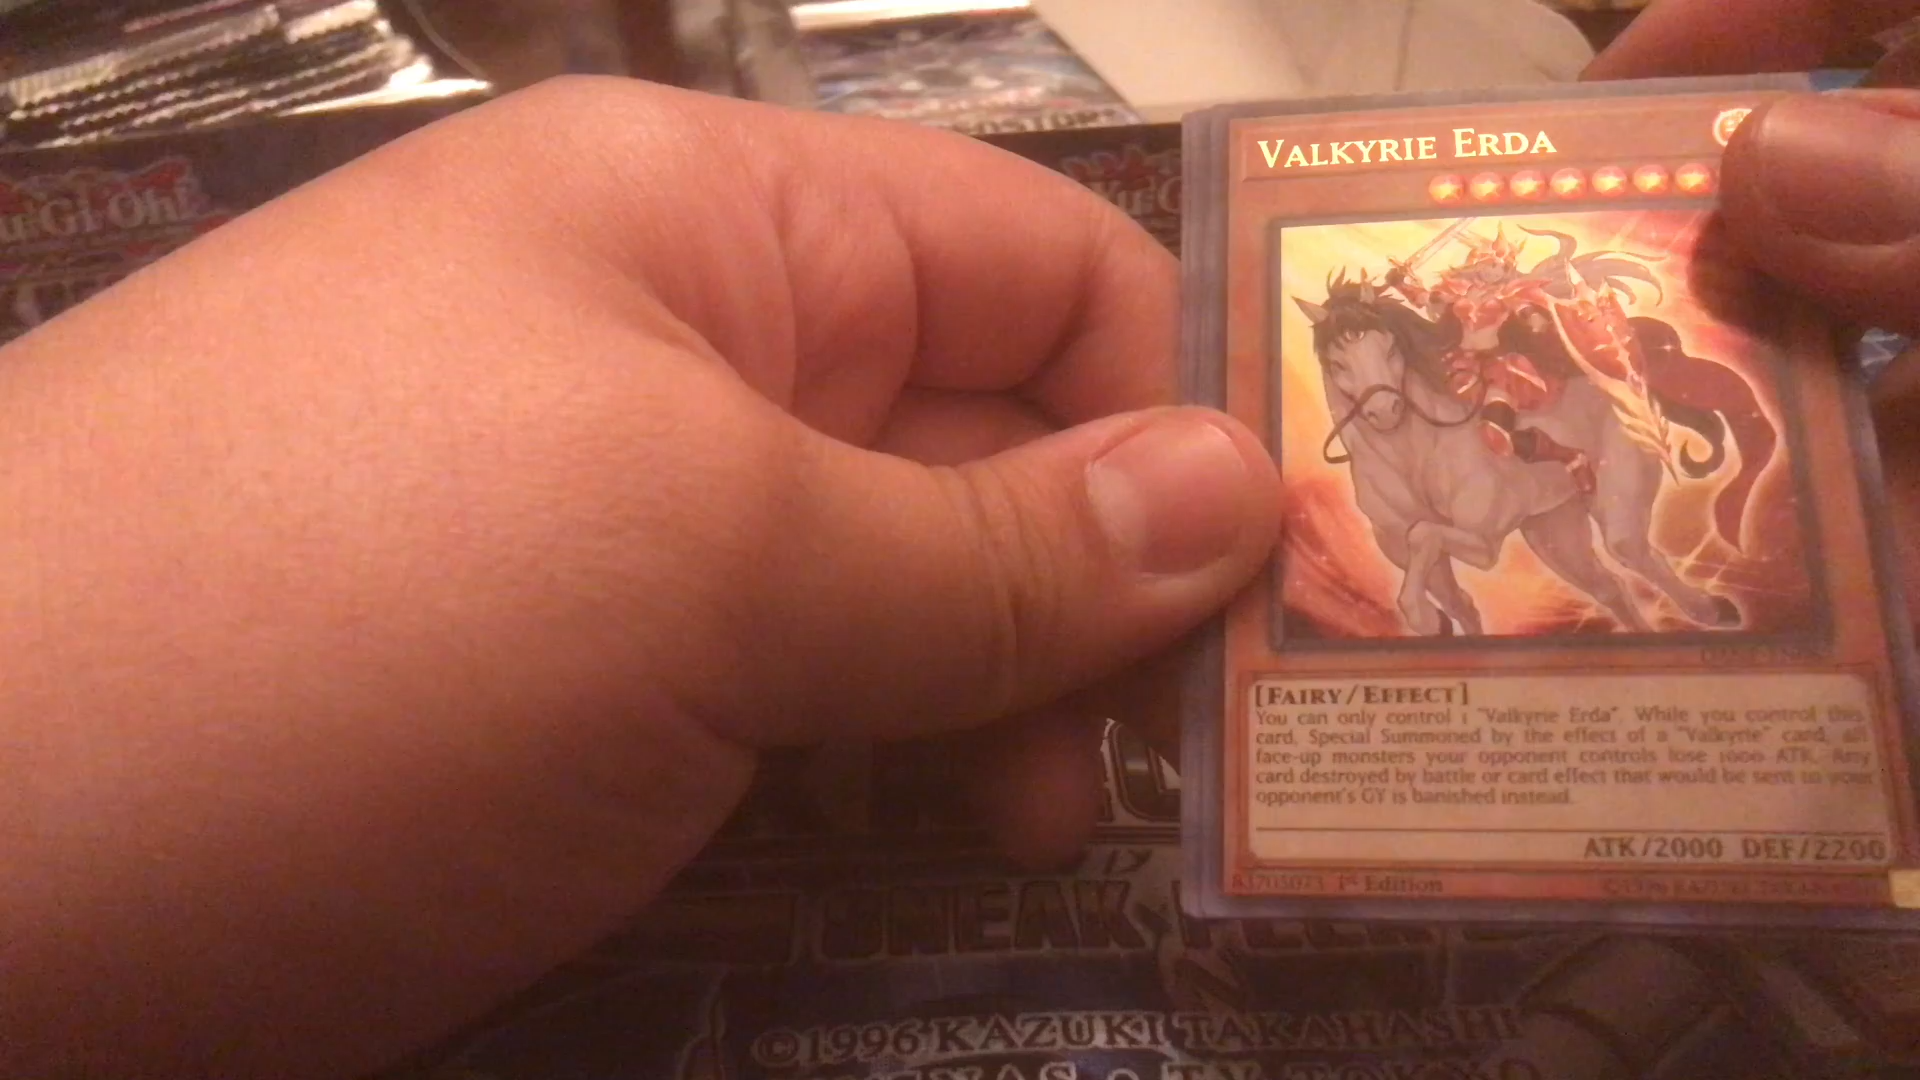 Yu-Gi-Oh!
VALKYRIE ERDA
[FAIRY/EFFECT]
You can only control 1 "Valkyrie Erda". While you control this
card, Special Summoned by the effect of a "Valkyrie" card, all
face-up monsters your opponent controls lose 1000 ATK. Any
card destroyed by battle or card effect that would be sent to your
opponent's GY is banished instead.
ATK/2000 DEF/2200
1st Edition
SNEAK PEEK
©1996 KAZUKI TAKAHASHI
TV TOKYO